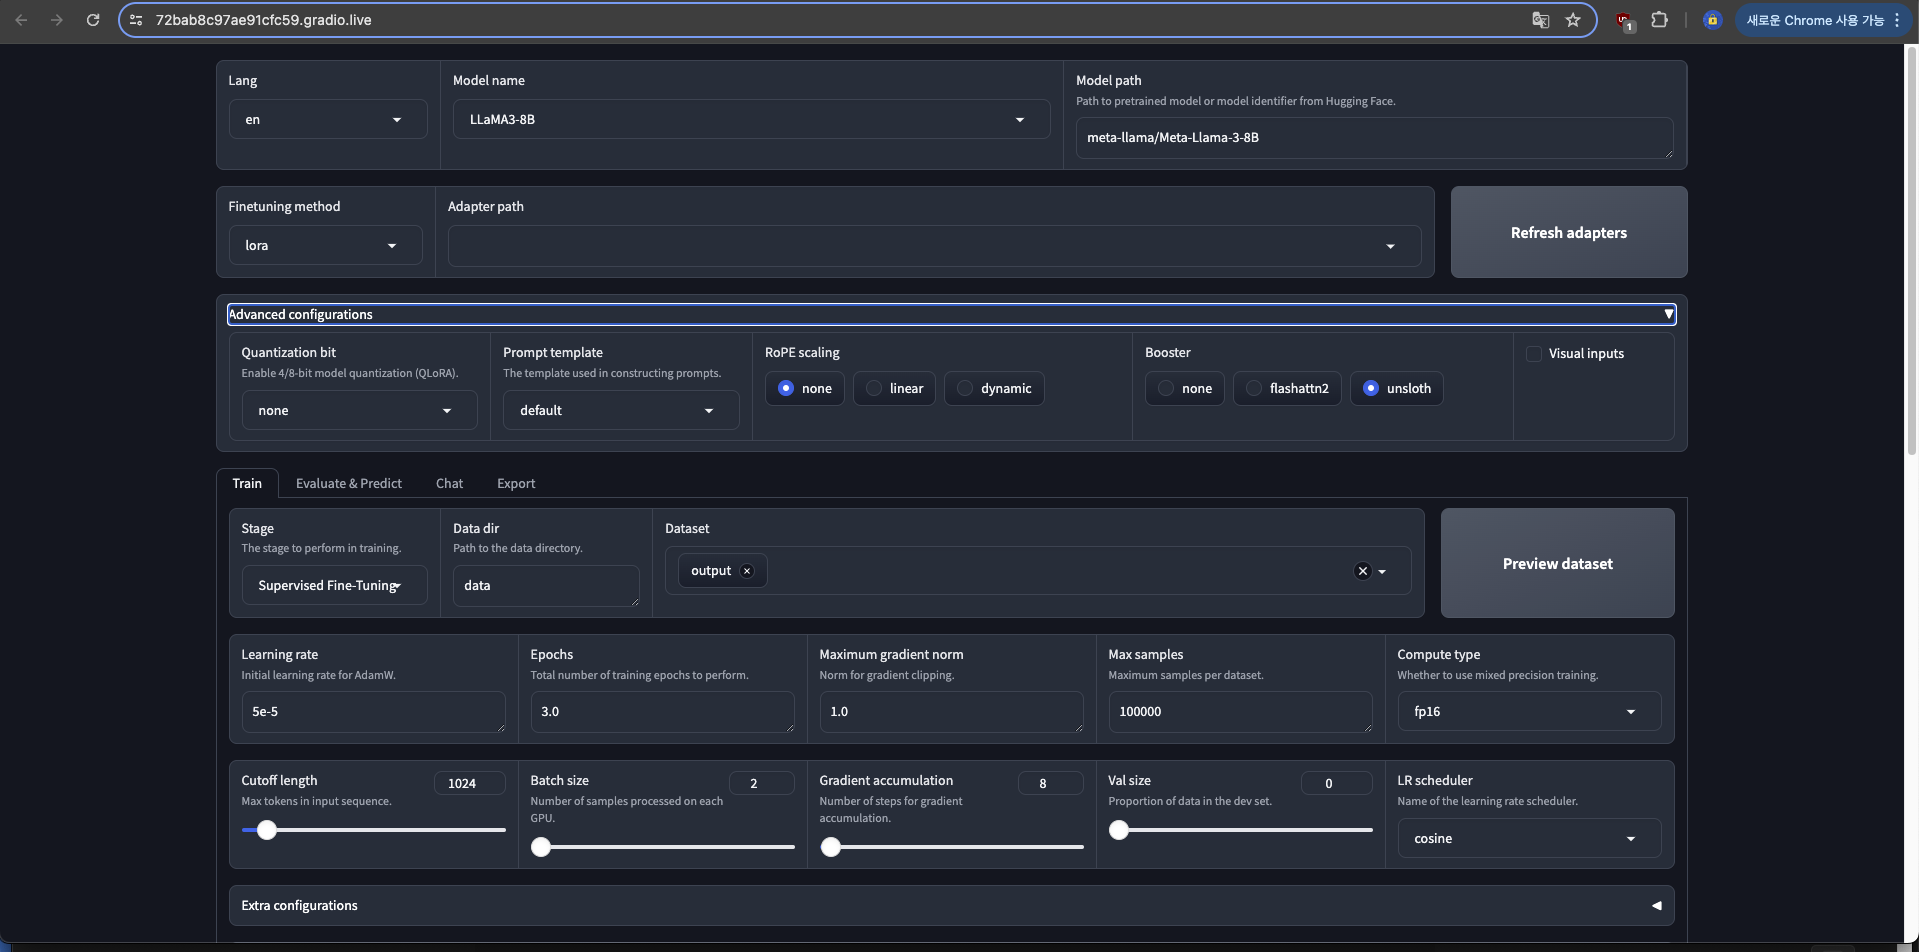 72bab8c97ae91cfc59.gradio.live
1
새로운 Chrome 사용 가능
Lang
en
Model name
LLaMA3-8B
Model path
Path to pretrained model or model identifier from Hugging Face.
meta-llama/Meta-Llama-3-8B
Finetuning method
lora
Adapter path
Refresh adapters
Advanced configurations
Quantization bit
Enable 4/8-bit model quantization (QLoRA).
none
Prompt template
The template used in constructing prompts.
default
RoPE scaling
none
linear
dynamic
Booster
none
flashattn2
unsloth
Visual inputs
Train
Evaluate & Predict
Chat
Export
Stage
The stage to perform in training.
Supervised Fine-Tuning
Data dir
Path to the data directory.
data
Dataset
output
Preview dataset
Learning rate
Initial learning rate for AdamW.
5e-5
Epochs
Total number of training epochs to perform.
3.0
Maximum gradient norm
Norm for gradient clipping.
1.0
Max samples
Maximum samples per dataset.
100000
Compute type
Whether to use mixed precision training.
fp16
Cutoff length
1024
Max tokens in input sequence.
Batch size
2
Number of samples processed on each
GPU.
Gradient accumulation
8
Number of steps for gradient
accumulation.
Val size
0
Proportion of data in the dev set.
LR scheduler
Name of the learning rate scheduler.
cosine
Extra configurations